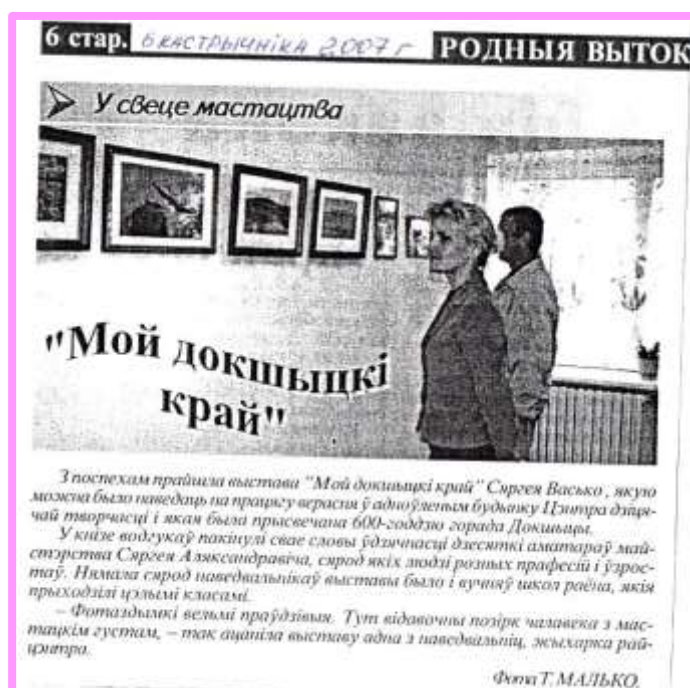 6 стар.
6 кастрычніка 2007 г
РОДНЫЯ ВЫТОК
У свеце мастацтва
"Мой докшыцкі
край"
З поспехам прайшла выстава "Мой докшыцкі край" Сяргея Васько, якую
можна было наведаць на працягу верасня ў адноўленым будынку Цэнтра дзіця-
чай творчасці і якая была прысвечана 600-годдзю горада Докшыцы.
У кнізе водгукаў пакінулі свае словы ўдзячнасці дзесяткі аматараў май-
стэрства Сяргея Аляксандравіча, сярод якіх людзі розных прафесій і ўзрос-
таў. Нямала сярод наведвальнікаў выставы было і вучняў школ раёна, якія
прыходзілі цэлымі класамі.
– Фотаздымкі вельмі праўдзівыя. Тут відавочны позірк чалавека з мас-
тацкім густам, – так ацаніла выставу адна з наведвальніц, жыхарка рай-
цэнтра.
Фота Т. МАЛЬКО.